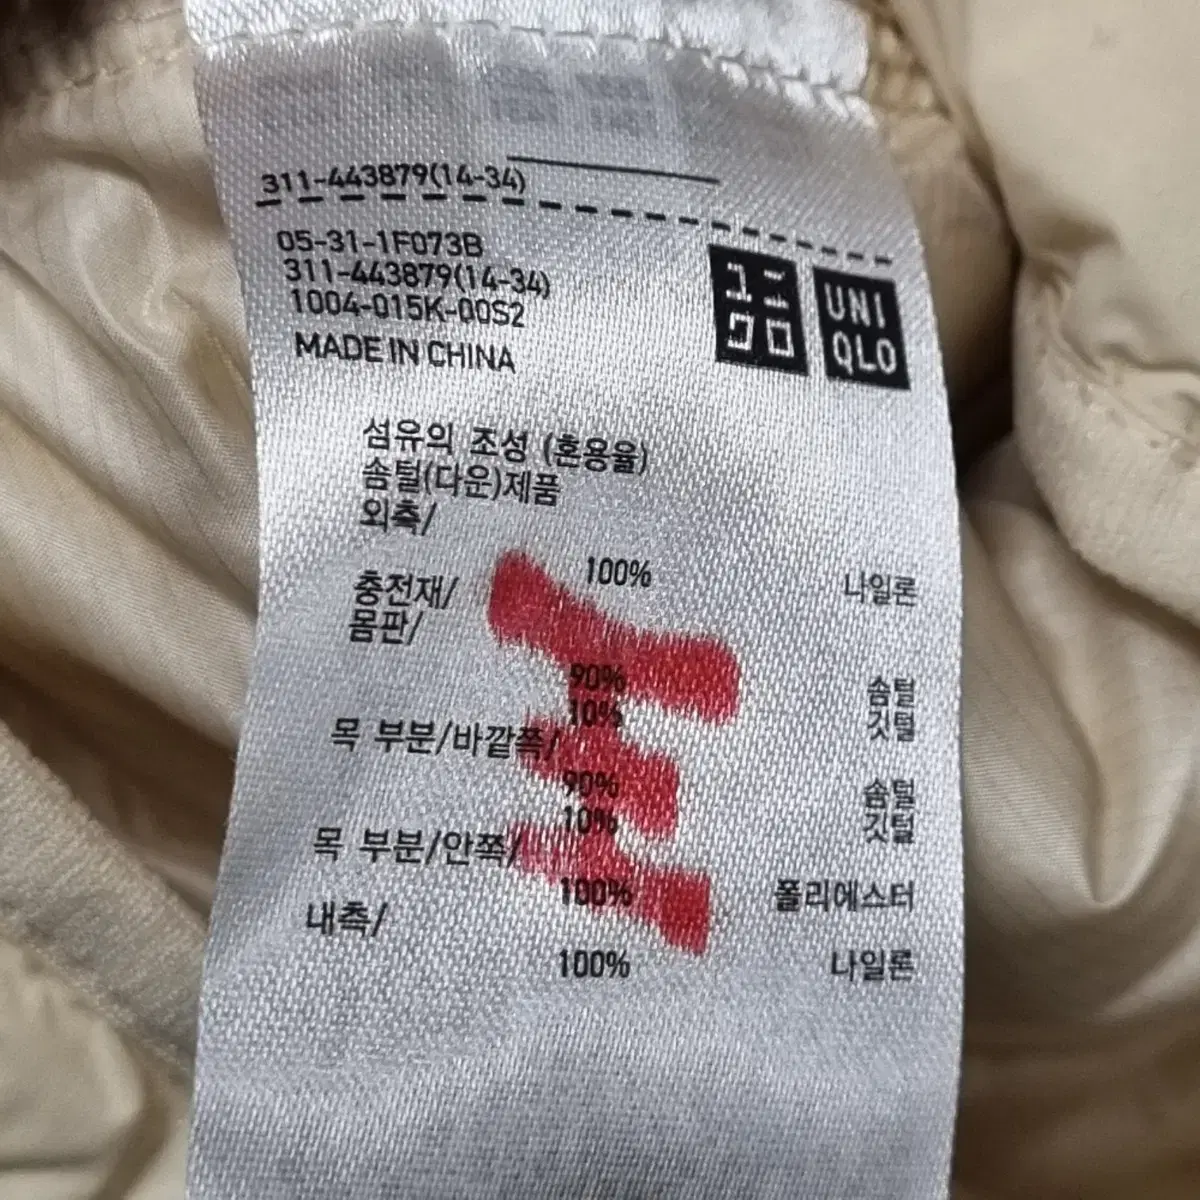 311-443879(14-34)
05-31-1F073B
311-443879(14-34)
1004-015K-00S2
MADE IN CHINA
ユニ
クロ
UNI
QLO
섬유의 조성 (혼용율)
솜털(다운)제품
외측/
100% 나일론
충전재/
몸판/
90% 솜털
10% 깃털
목 부분/바깥쪽/
90% 솜털
10% 깃털
목 부분/안쪽/
100% 폴리에스터
내측/
100% 나일론